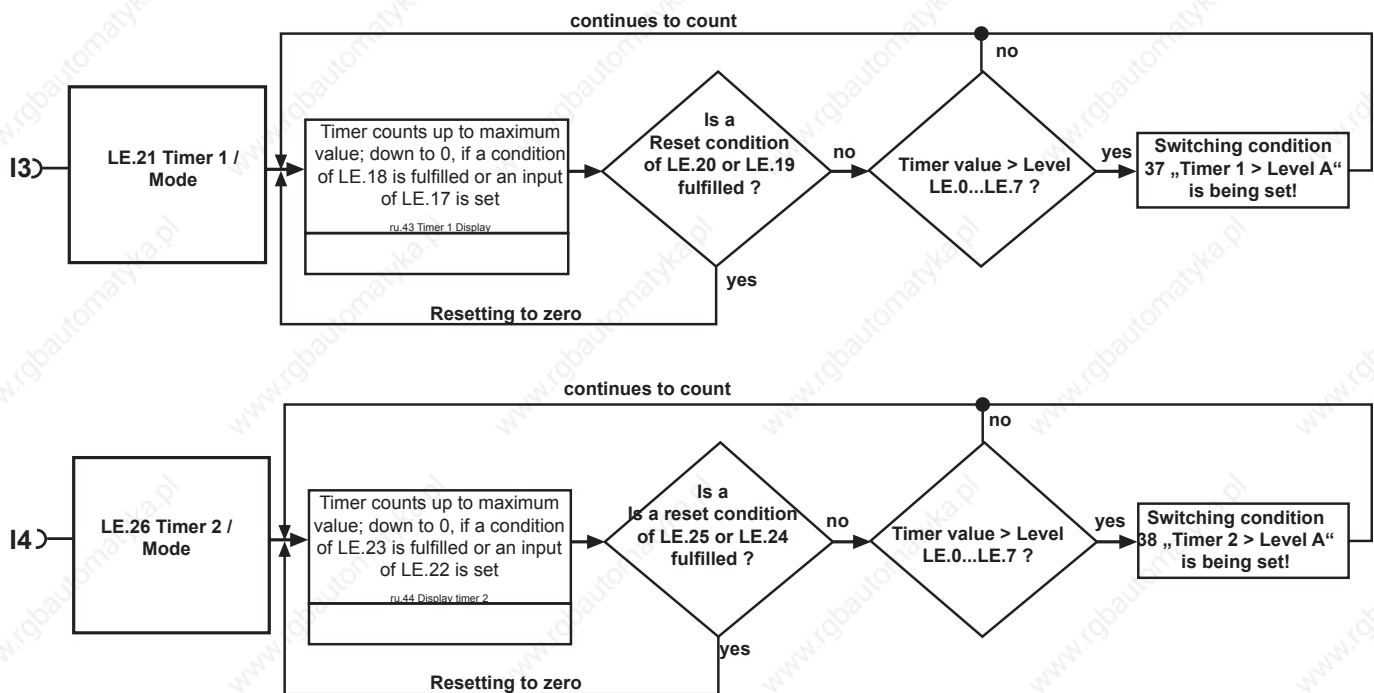 continues to count
no
I3
LE.21 Timer 1 /
Mode
Timer counts up to maximum
value; down to 0, if a condition
of LE.18 is fulfilled or an input
of LE.17 is set
ru.43 Timer 1 Display
Is a
Reset condition
of LE.20 or LE.19
fulfilled ?
no
Timer value > Level
LE.0...LE.7 ?
yes
Switching condition
37 „Timer 1 > Level A“
is being set!
yes
Resetting to zero
continues to count
no
I4
LE.26 Timer 2 /
Mode
Timer counts up to maximum
value; down to 0, if a condition
of LE.23 is fulfilled or an input
of LE.22 is set
ru.44 Display timer 2
Is a
Is a reset condition
of LE.25 or LE.24
fulfilled ?
no
Timer value > Level
LE.0...LE.7 ?
yes
Switching condition
38 „Timer 2 > Level A“
is being set!
yes
Resetting to zero
www.rgbautomatyka.pl